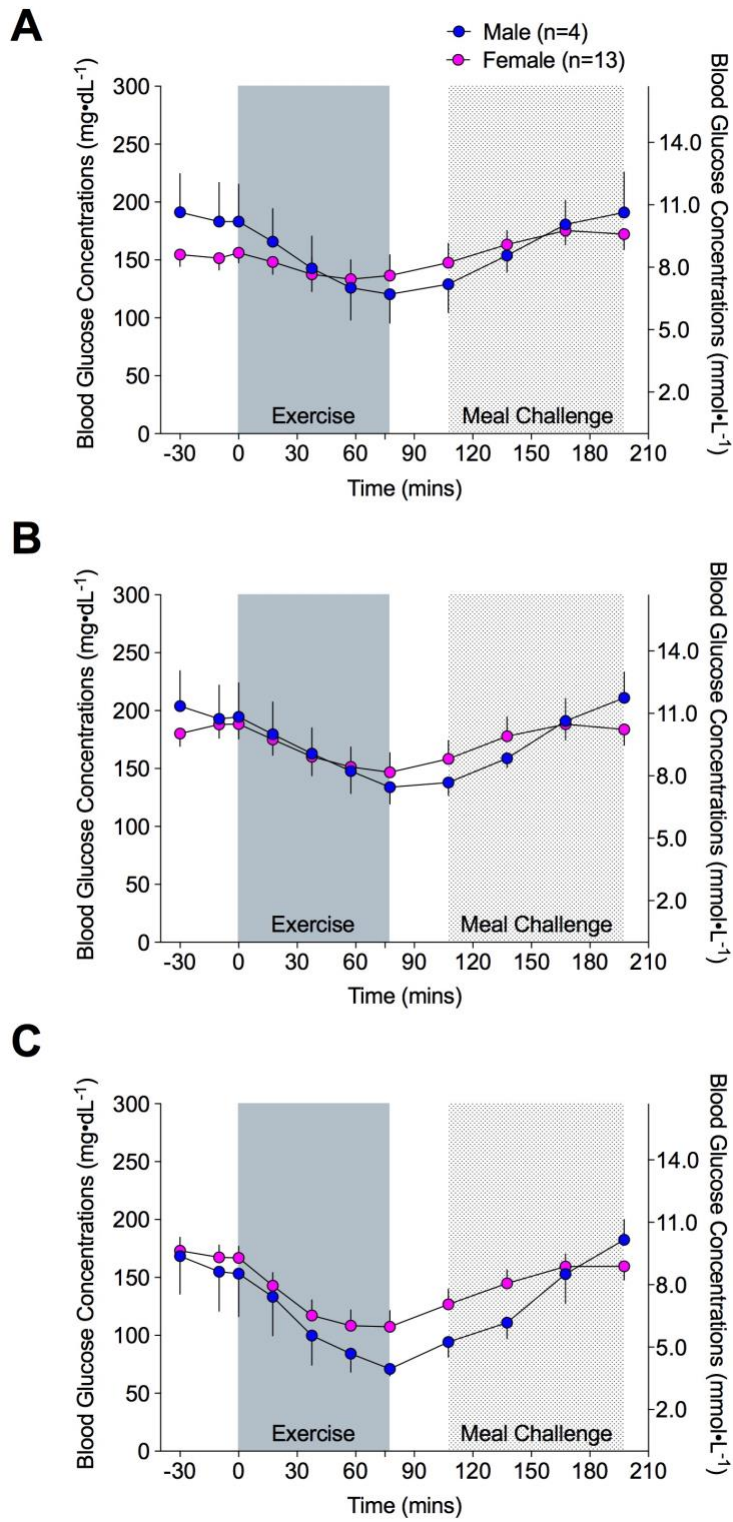 A
Male (n=4)
Female (n=13)
Blood Glucose Concentrations (mg•dL-1)
300
250
200
150
100
50
0
Exercise
Meal Challenge
14.0
11.0
8.0
5.0
2.0
Blood Glucose Concentrations (mmol•L-1)
-30 0 30 60 90 120 150 180 210
Time (mins)
B
Blood Glucose Concentrations (mg•dL-1)
300
250
200
150
100
50
0
Exercise
Meal Challenge
14.0
11.0
8.0
5.0
2.0
Blood Glucose Concentrations (mmol•L-1)
-30 0 30 60 90 120 150 180 210
Time (mins)
C
Blood Glucose Concentrations (mg•dL-1)
300
250
200
150
100
50
0
Exercise
Meal Challenge
14.0
11.0
8.0
5.0
2.0
Blood Glucose Concentrations (mmol•L-1)
-30 0 30 60 90 120 150 180 210
Time (mins)